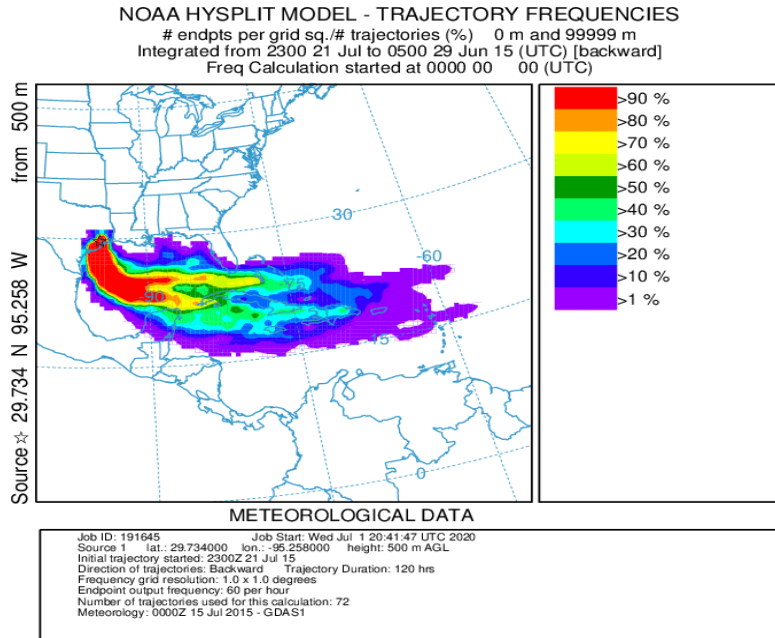 NOAA HYSPLIT MODEL - TRAJECTORY FREQUENCIES
# endpts per grid sq./# trajectories (%) 0 m and 99999 m
Integrated from 2300 21 Jul to 0500 29 Jun 15 (UTC) [backward]
Freq Calculation started at 0000 00 00 (UTC)
Source ☆ 29.734 N 95.258 W from 500 m
30
-60
-75
-90
15
0
>90 %
>80 %
>70 %
>60 %
>50 %
>40 %
>30 %
>20 %
>10 %
>1 %
METEOROLOGICAL DATA
Job ID: 191645 Job Start: Wed Jul 1 20:41:47 UTC 2020
Source 1 lat.: 29.734000 lon.: -95.258000 height: 500 m AGL
Initial trajectory started: 2300Z 21 Jul 15
Direction of trajectories: Backward Trajectory Duration: 120 hrs
Frequency grid resolution: 1.0 x 1.0 degrees
Endpoint output frequency: 60 per hour
Number of trajectories used for this calculation: 72
Meteorology: 0000Z 15 Jul 2015 - GDAS1